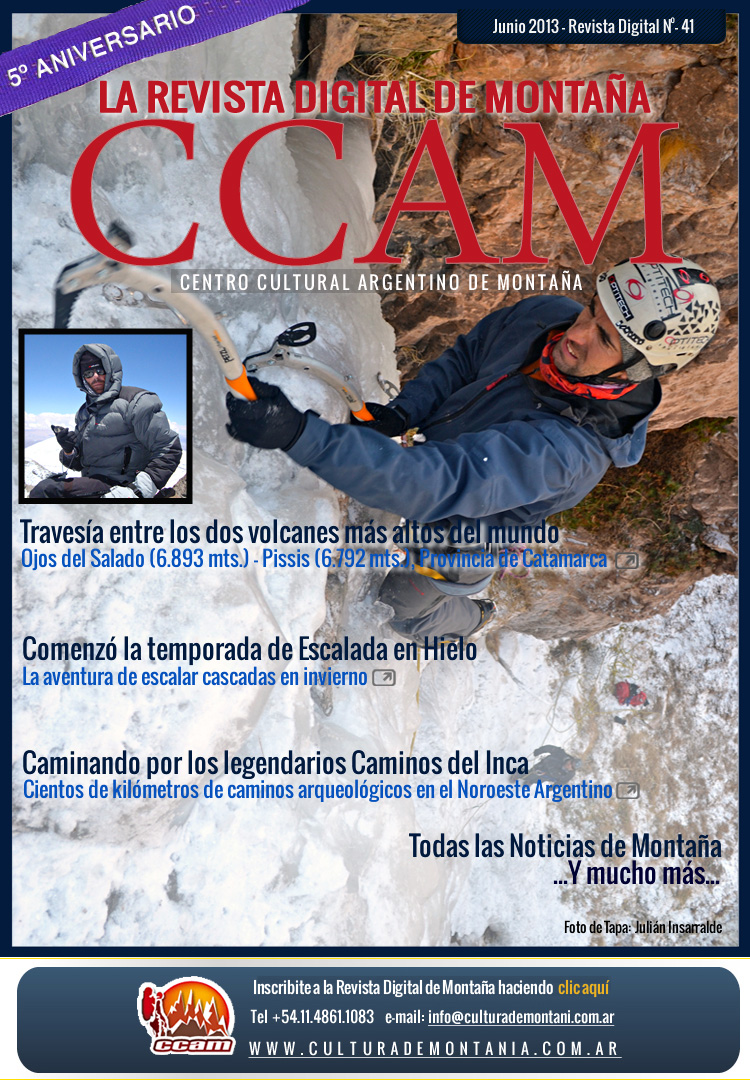 5º ANIVERSARIO
Junio 2013 - Revista Digital Nº- 41
LA REVISTA DIGITAL DE MONTAÑA
CCAM
CENTRO CULTURAL ARGENTINO DE MONTAÑA
Travesía entre los dos volcanes más altos del mundo
Ojos del Salado (6.893 mts.) - Pissis (6.792 mts.), Provincia de Catamarca
Comenzó la temporada de Escalada en Hielo
La aventura de escalar cascadas en invierno
Caminando por los legendarios Caminos del Inca
Cientos de kilómetros de caminos arqueológicos en el Noroeste Argentino
Todas las Noticias de Montaña
...Y mucho más...
Foto de Tapa: Julián Insarralde
Inscribite a la Revista Digital de Montaña haciendo clic aquí
Tel +54.11.4861.1083 e-mail: info@culturademontani.com.ar
WWW.CULTURADEMONTANIA.COM.AR
ccam